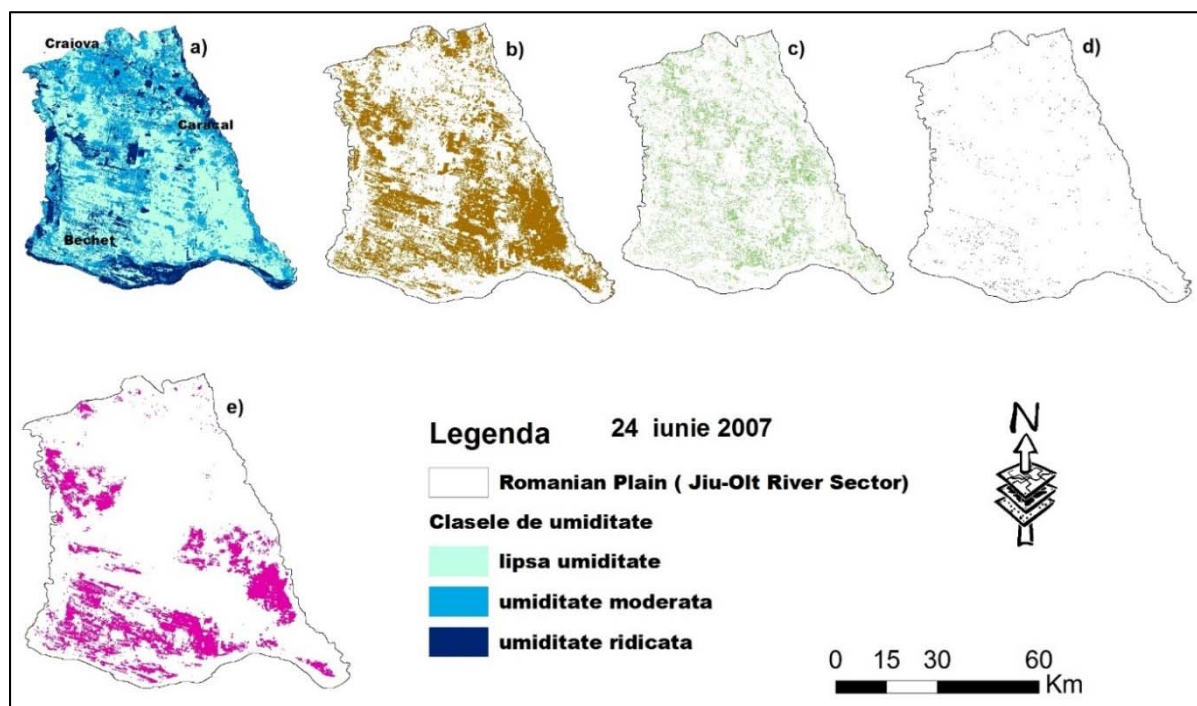 Craiova
a)
b)
c)
d)
Caracal
Bechet
e)
Legenda
24 iunie 2007
Romanian Plain ( Jiu-Olt River Sector)
Clasele de umiditate
lipsa umiditate
umiditate moderata
umiditate ridicata
N
0 15 30 60
Km